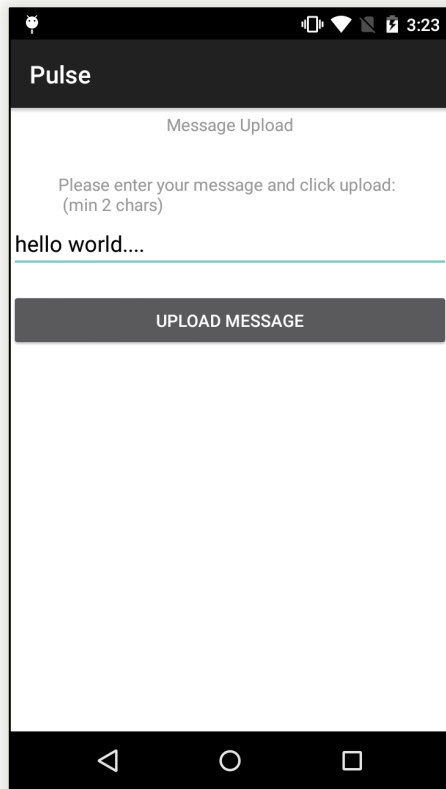 3:23
Pulse
Message Upload
Please enter your message and click upload:
(min 2 chars)
hello world....
UPLOAD MESSAGE